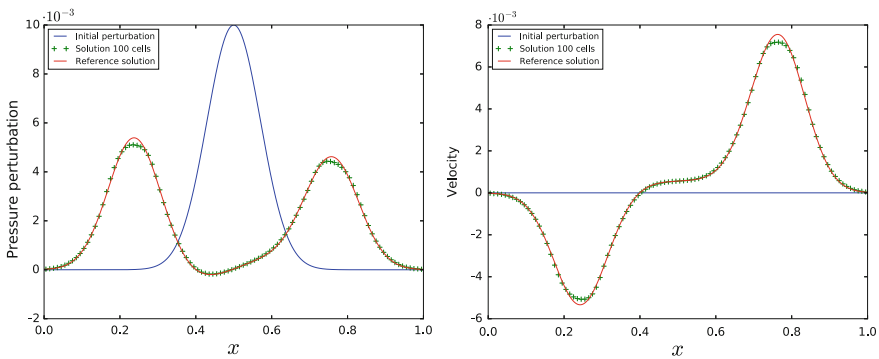 ·10⁻³
10
8
6
4
2
0
−2
Pressure perturbation
Initial perturbation
Solution 100 cells
Reference solution
0.0 0.2 0.4 0.6 0.8 1.0
x
·10⁻³
8
6
4
2
0
−2
−4
−6
Velocity
Initial perturbation
Solution 100 cells
Reference solution
0.0 0.2 0.4 0.6 0.8 1.0
x